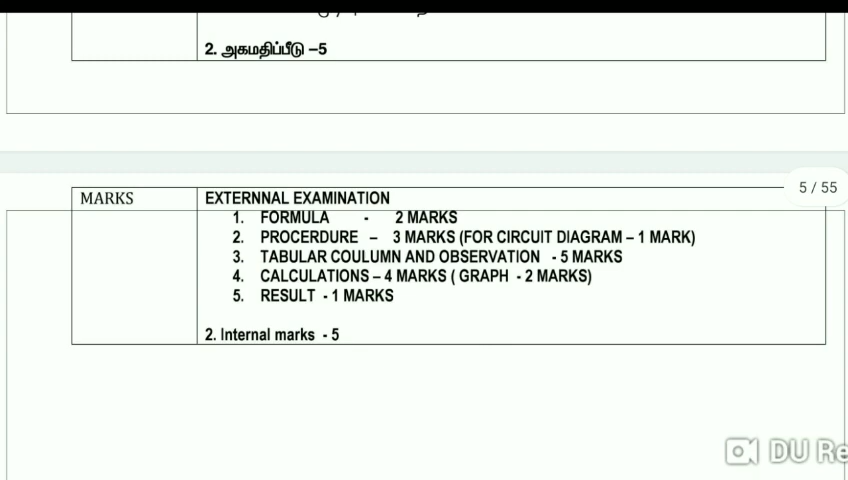 2. அகமதிப்பீடு –5
5 / 55
MARKS
EXTERNNAL EXAMINATION
1. FORMULA - 2 MARKS
2. PROCERDURE – 3 MARKS (FOR CIRCUIT DIAGRAM – 1 MARK)
3. TABULAR COULUMN AND OBSERVATION - 5 MARKS
4. CALCULATIONS – 4 MARKS ( GRAPH - 2 MARKS)
5. RESULT - 1 MARKS
2. Internal marks - 5
DU Re